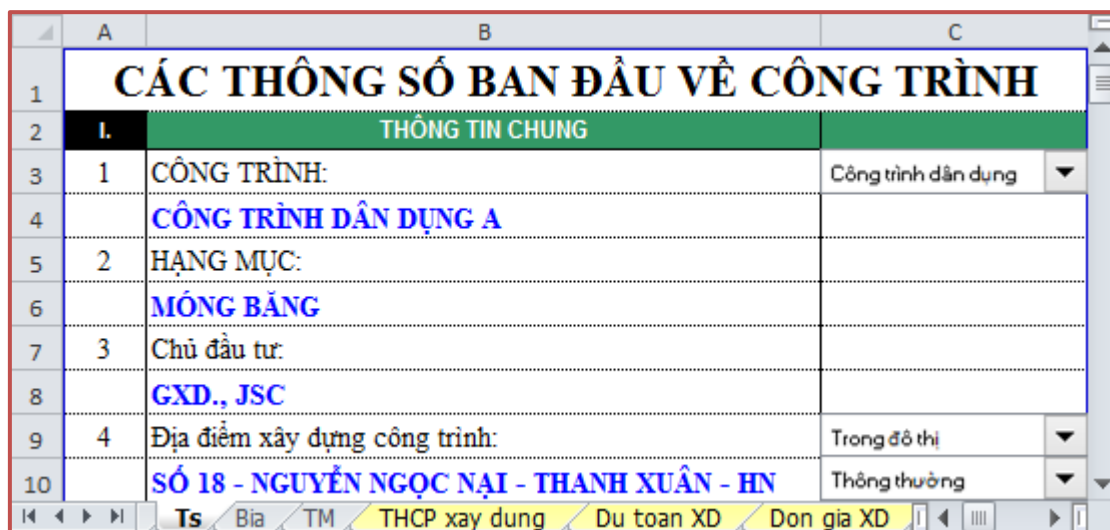 A B C
1 CÁC THÔNG SỐ BAN ĐẦU VỀ CÔNG TRÌNH
2 I. THÔNG TIN CHUNG
3 1 CÔNG TRÌNH: Công trình dân dụng
4 CÔNG TRÌNH DÂN DỤNG A
5 2 HẠNG MỤC:
6 MÓNG BĂNG
7 3 Chủ đầu tư:
8 GXD., JSC
9 4 Địa điểm xây dựng công trình: Trong đô thị
10 SỐ 18 - NGUYỄN NGỌC NẠI - THANH XUÂN - HN Thông thường
Ts Bia TM THCP xay dung Du toan XD Don gia XD